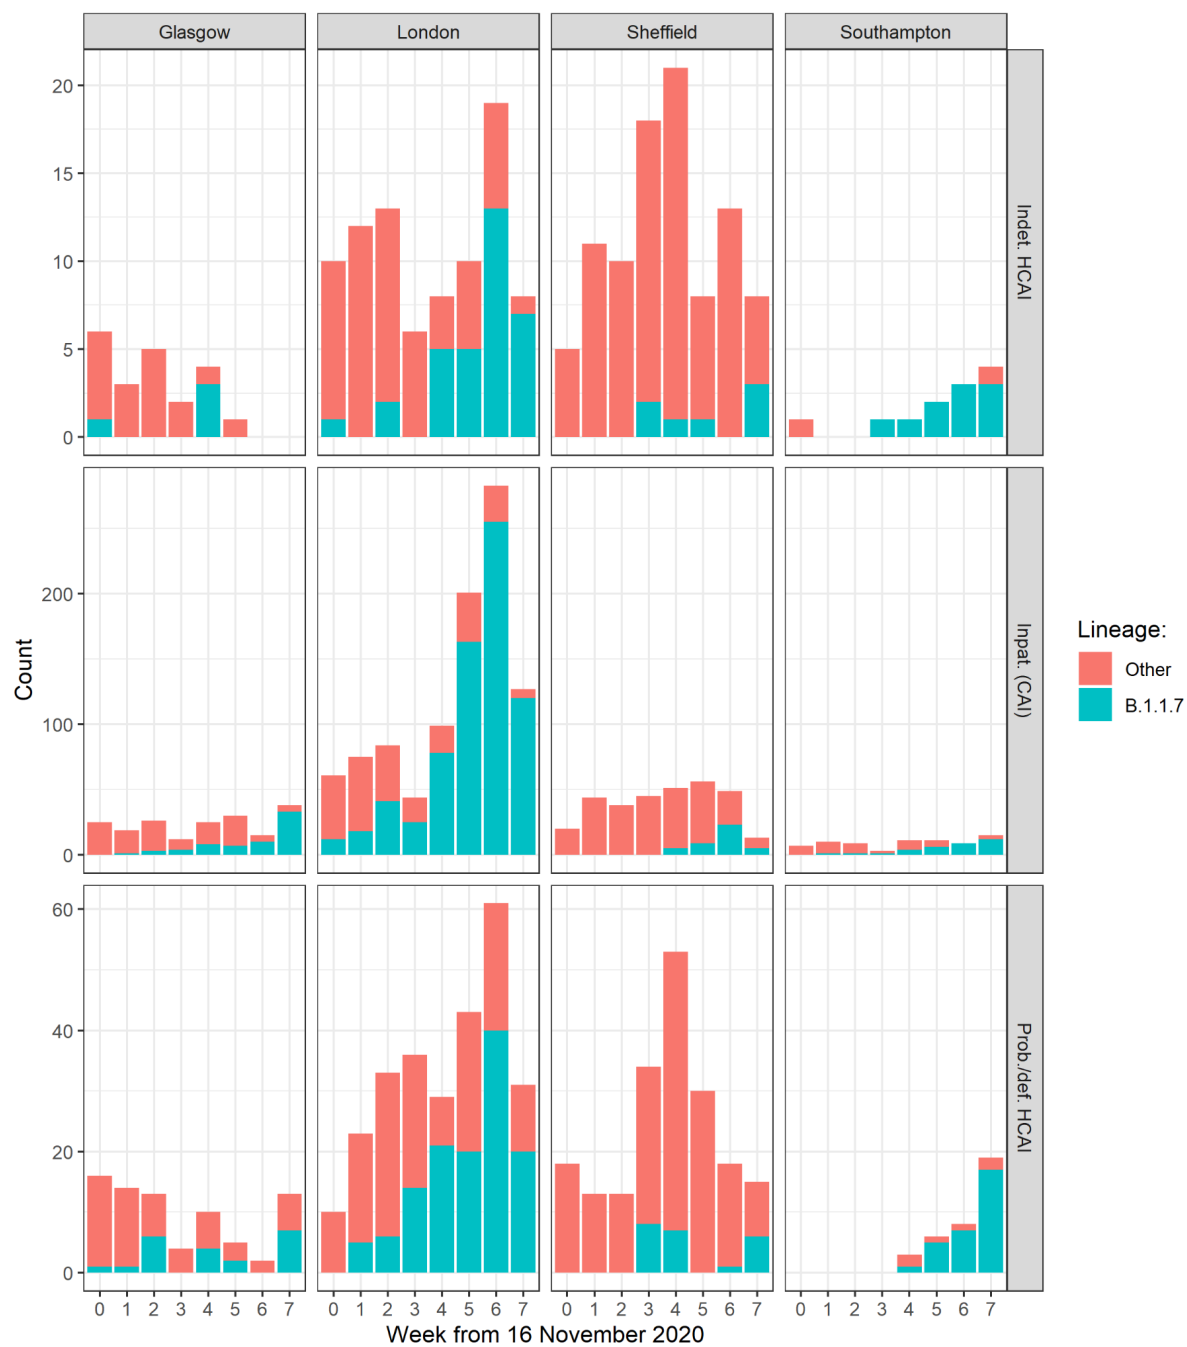 Glasgow London Sheffield Southampton
20
15
10
5
0
Indet. HCAI
200
100
0
Inpat. (CAI)
60
40
20
0
Prob./def. HCAI
Count
0 1 2 3 4 5 6 7 0 1 2 3 4 5 6 7 0 1 2 3 4 5 6 7 0 1 2 3 4 5 6 7
Week from 16 November 2020
Lineage:
Other
B.1.1.7